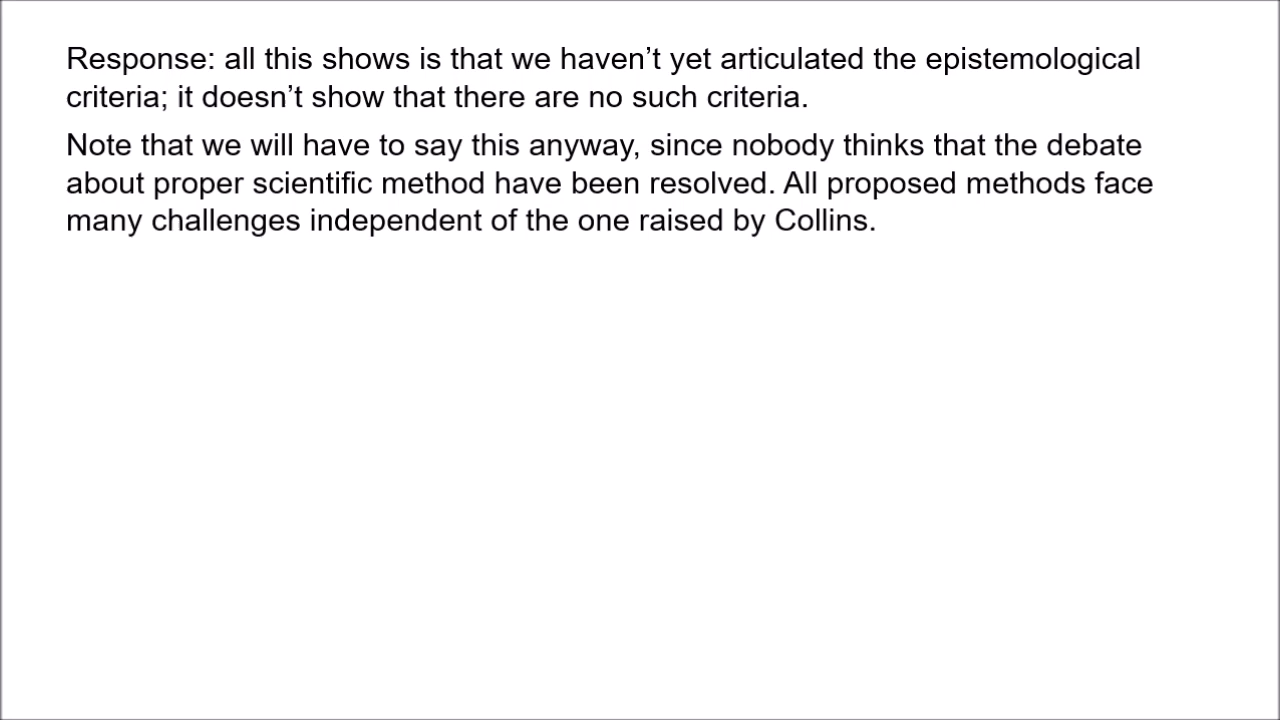 Response: all this shows is that we haven’t yet articulated the epistemological
criteria; it doesn’t show that there are no such criteria.
Note that we will have to say this anyway, since nobody thinks that the debate
about proper scientific method have been resolved. All proposed methods face
many challenges independent of the one raised by Collins.